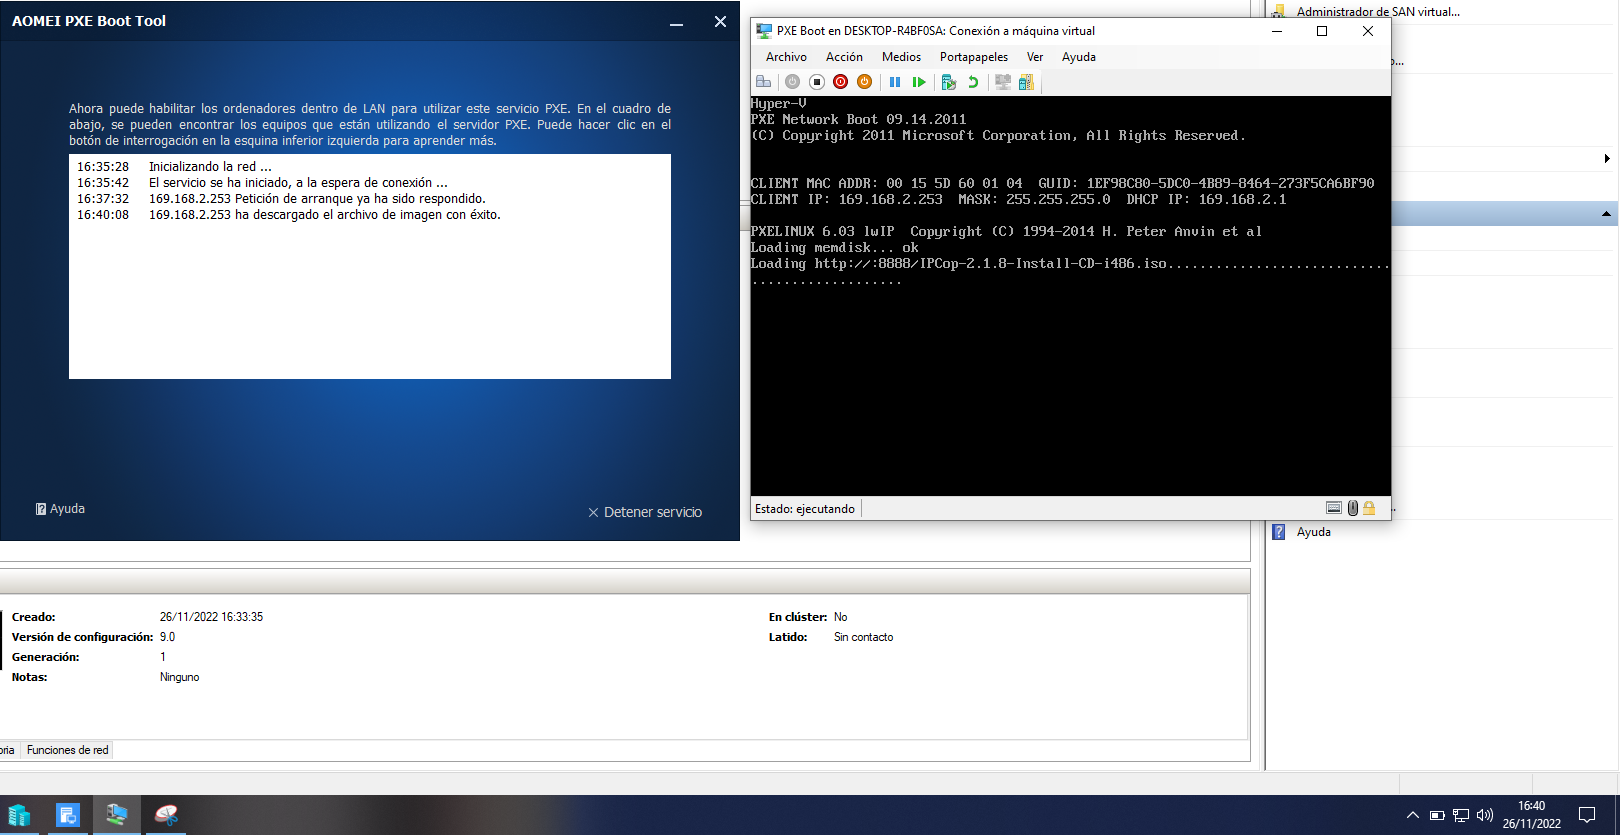 AOMEI PXE Boot Tool
Ahora puede habilitar los ordenadores dentro de LAN para utilizar este servicio PXE. En el cuadro de
abajo, se pueden encontrar los equipos que están utilizando el servidor PXE. Puede hacer clic en el
botón de interrogación en la esquina inferior izquierda para aprender más.
16:35:28 Inicializando la red ...
16:35:42 El servicio se ha iniciado, a la espera de conexión ...
16:37:32 169.168.2.253 Petición de arranque ya ha sido respondido.
16:40:08 169.168.2.253 ha descargado el archivo de imagen con éxito.
Ayuda
Detener servicio
PXE Boot en DESKTOP-R4BF0SA: Conexión a máquina virtual
Archivo Acción Medios Portapapeles Ver Ayuda
Hyper-V
PXE Network Boot 09.14.2011
(C) Copyright 2011 Microsoft Corporation, All Rights Reserved.
CLIENT MAC ADDR: 00 15 5D 60 01 04 GUID: 1EF98C80-5DC0-4B89-8464-273F5CA6BF90
CLIENT IP: 169.168.2.253 MASK: 255.255.255.0 DHCP IP: 169.168.2.1
PXELINUX 6.03 lwIP Copyright (C) 1994-2014 H. Peter Anvin et al
Loading memdisk... ok
Loading http://:8888/IPCop-2.1.8-Install-CD-i486.iso............................
...................
Estado: ejecutando
Administrador de SAN virtual...
Ayuda
Creado: 26/11/2022 16:33:35
Versión de configuración: 9.0
Generación: 1
Notas: Ninguno
En clúster: No
Latido: Sin contacto
oria Funciones de red
16:40
26/11/2022